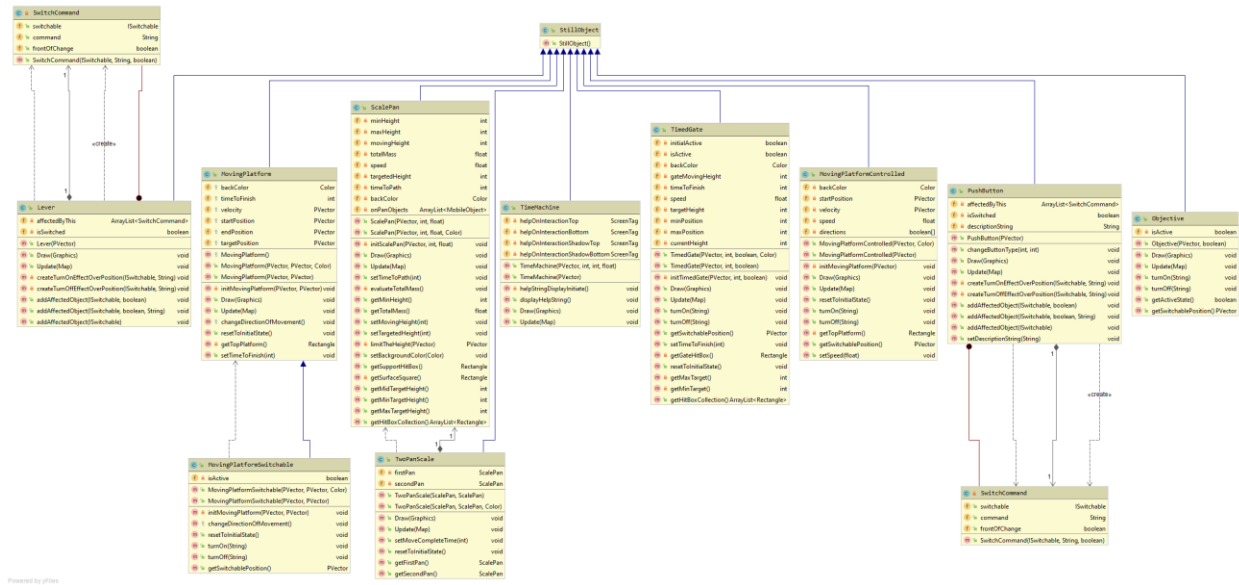 SwitchCommand
switchable ISwitchable
command String
frontOfChange boolean
SwitchCommand(ISwitchable, String, boolean)
1
«create»
1
Lever
affectedByThis ArrayList<SwitchCommand>
isSwitched boolean
Lever(PVector)
Draw(Graphics) void
Update(Map) void
createTurnOnEffectOverPosition(ISwitchable, String) void
createTurnOffEffectOverPosition(ISwitchable, String) void
addAffectedObject(ISwitchable, boolean) void
addAffectedObject(ISwitchable, boolean, String) void
addAffectedObject(ISwitchable) void
StillObject
StillObject()
MovingPlatform
backColor Color
timeToFinish int
velocity PVector
startPosition PVector
endPosition PVector
targetPosition PVector
MovingPlatform()
MovingPlatform(PVector, PVector, Color)
initMovingPlatform(PVector, PVector) void
Draw(Graphics) void
Update(Map) void
changeDirectionOfMovement() void
resetToInitialState() void
getTopPlatform() Rectangle
setTimeToFinish(int) void
ScalePan
minHeight int
maxHeight int
movingHeight int
totalMass float
speed float
targetedHeight int
timeToPath int
backColor Color
onPanObjects ArrayList<MobileObject>
ScalePan(PVector, int, float)
ScalePan(PVector, int, float, Color)
initScalePan(PVector, int, float) void
Draw(Graphics) void
Update(Map) void
setTimeToPath(int) void
evaluateTotalMass() void
getMinHeight() int
getTotalMass() float
setMovingHeight(int) void
setTargetedHeight(int) void
limitTheHeight(PVector) PVector
setBackgroundColor(Color) void
getSupportHitBox() Rectangle
getSurfaceSquare() Rectangle
getMidTargetHeight() int
getMinTargetHeight() int
getMaxTargetHeight() int
getHitBoxCollection() ArrayList<Rectangle>
TimeMachine
helpOnInteractionTop ScreenTag
helpOnInteractionBottom ScreenTag
helpOnInteractionShadowTop ScreenTag
helpOnInteractionShadowBottom ScreenTag
TimeMachine(PVector, int, int, float)
TimeMachine(PVector)
helpStringDisplayInitiate() void
displayHelpString() void
Draw(Graphics) void
Update(Map) void
TimedGate
initialActive boolean
isActive boolean
backColor Color
gateMovingHeight int
timeToFinish int
speed float
targetHeight int
minPosition int
maxPosition int
currentHeight int
TimedGate(PVector, int, boolean, Color)
TimedGate(PVector, int, boolean)
initTimedGate(PVector, int, boolean) void
Draw(Graphics) void
Update(Map) void
turnOn(String) void
turnOff(String) void
getSwitchablePosition() PVector
setTimeToFinish(int) void
getGateHitBox() Rectangle
resetToInitialState() void
getMaxTarget() int
getMinTarget() int
getHitBoxCollection() ArrayList<Rectangle>
MovingPlatformControlled
backColor Color
startPosition PVector
velocity PVector
speed float
directions boolean[]
MovingPlatformControlled(PVector, Color)
MovingPlatformControlled(PVector)
initMovingPlatform(PVector) void
Draw(Graphics) void
Update(Map) void
resetToInitialState() void
turnOn(String) void
turnOff(String) void
getTopPlatform() Rectangle
getSwitchablePosition() PVector
setSpeed(float) void
PushButton
affectedByThis ArrayList<SwitchCommand>
isSwitched boolean
descriptionString String
PushButton(PVector)
changeButtonType(int, int) void
Draw(Graphics) void
Update(Map) void
createTurnOnEffectOverPosition(ISwitchable, String) void
createTurnOffEffectOverPosition(ISwitchable, String) void
addAffectedObject(ISwitchable, boolean) void
addAffectedObject(ISwitchable, boolean, String) void
addAffectedObject(ISwitchable) void
setDescriptionString(String) void
Objective
isActive boolean
Objective(PVector, boolean)
Draw(Graphics) void
Update(Map) void
turnOn(String) void
turnOff(String) void
getActiveState() boolean
getSwitchablePosition() PVector
1
«create»
1
1
1
MovingPlatformSwitchable
isActive boolean
MovingPlatformSwitchable(PVector, PVector, Color)
MovingPlatformSwitchable(PVector, PVector)
initMovingPlatform(PVector, PVector) void
changeDirectionOfMovement() void
resetToInitialState() void
turnOn(String) void
turnOff(String) void
getSwitchablePosition() PVector
TwoPanScale
firstPan ScalePan
secondPan ScalePan
TwoPanScale(ScalePan, ScalePan)
TwoPanScale(ScalePan, ScalePan, Color)
Draw(Graphics) void
Update(Map) void
setMoveCompleteTime(int) void
resetToInitialState() void
getFirstPan() ScalePan
getSecondPan() ScalePan
SwitchCommand
switchable ISwitchable
command String
frontOfChange boolean
SwitchCommand(ISwitchable, String, boolean)
Powered by yFiles